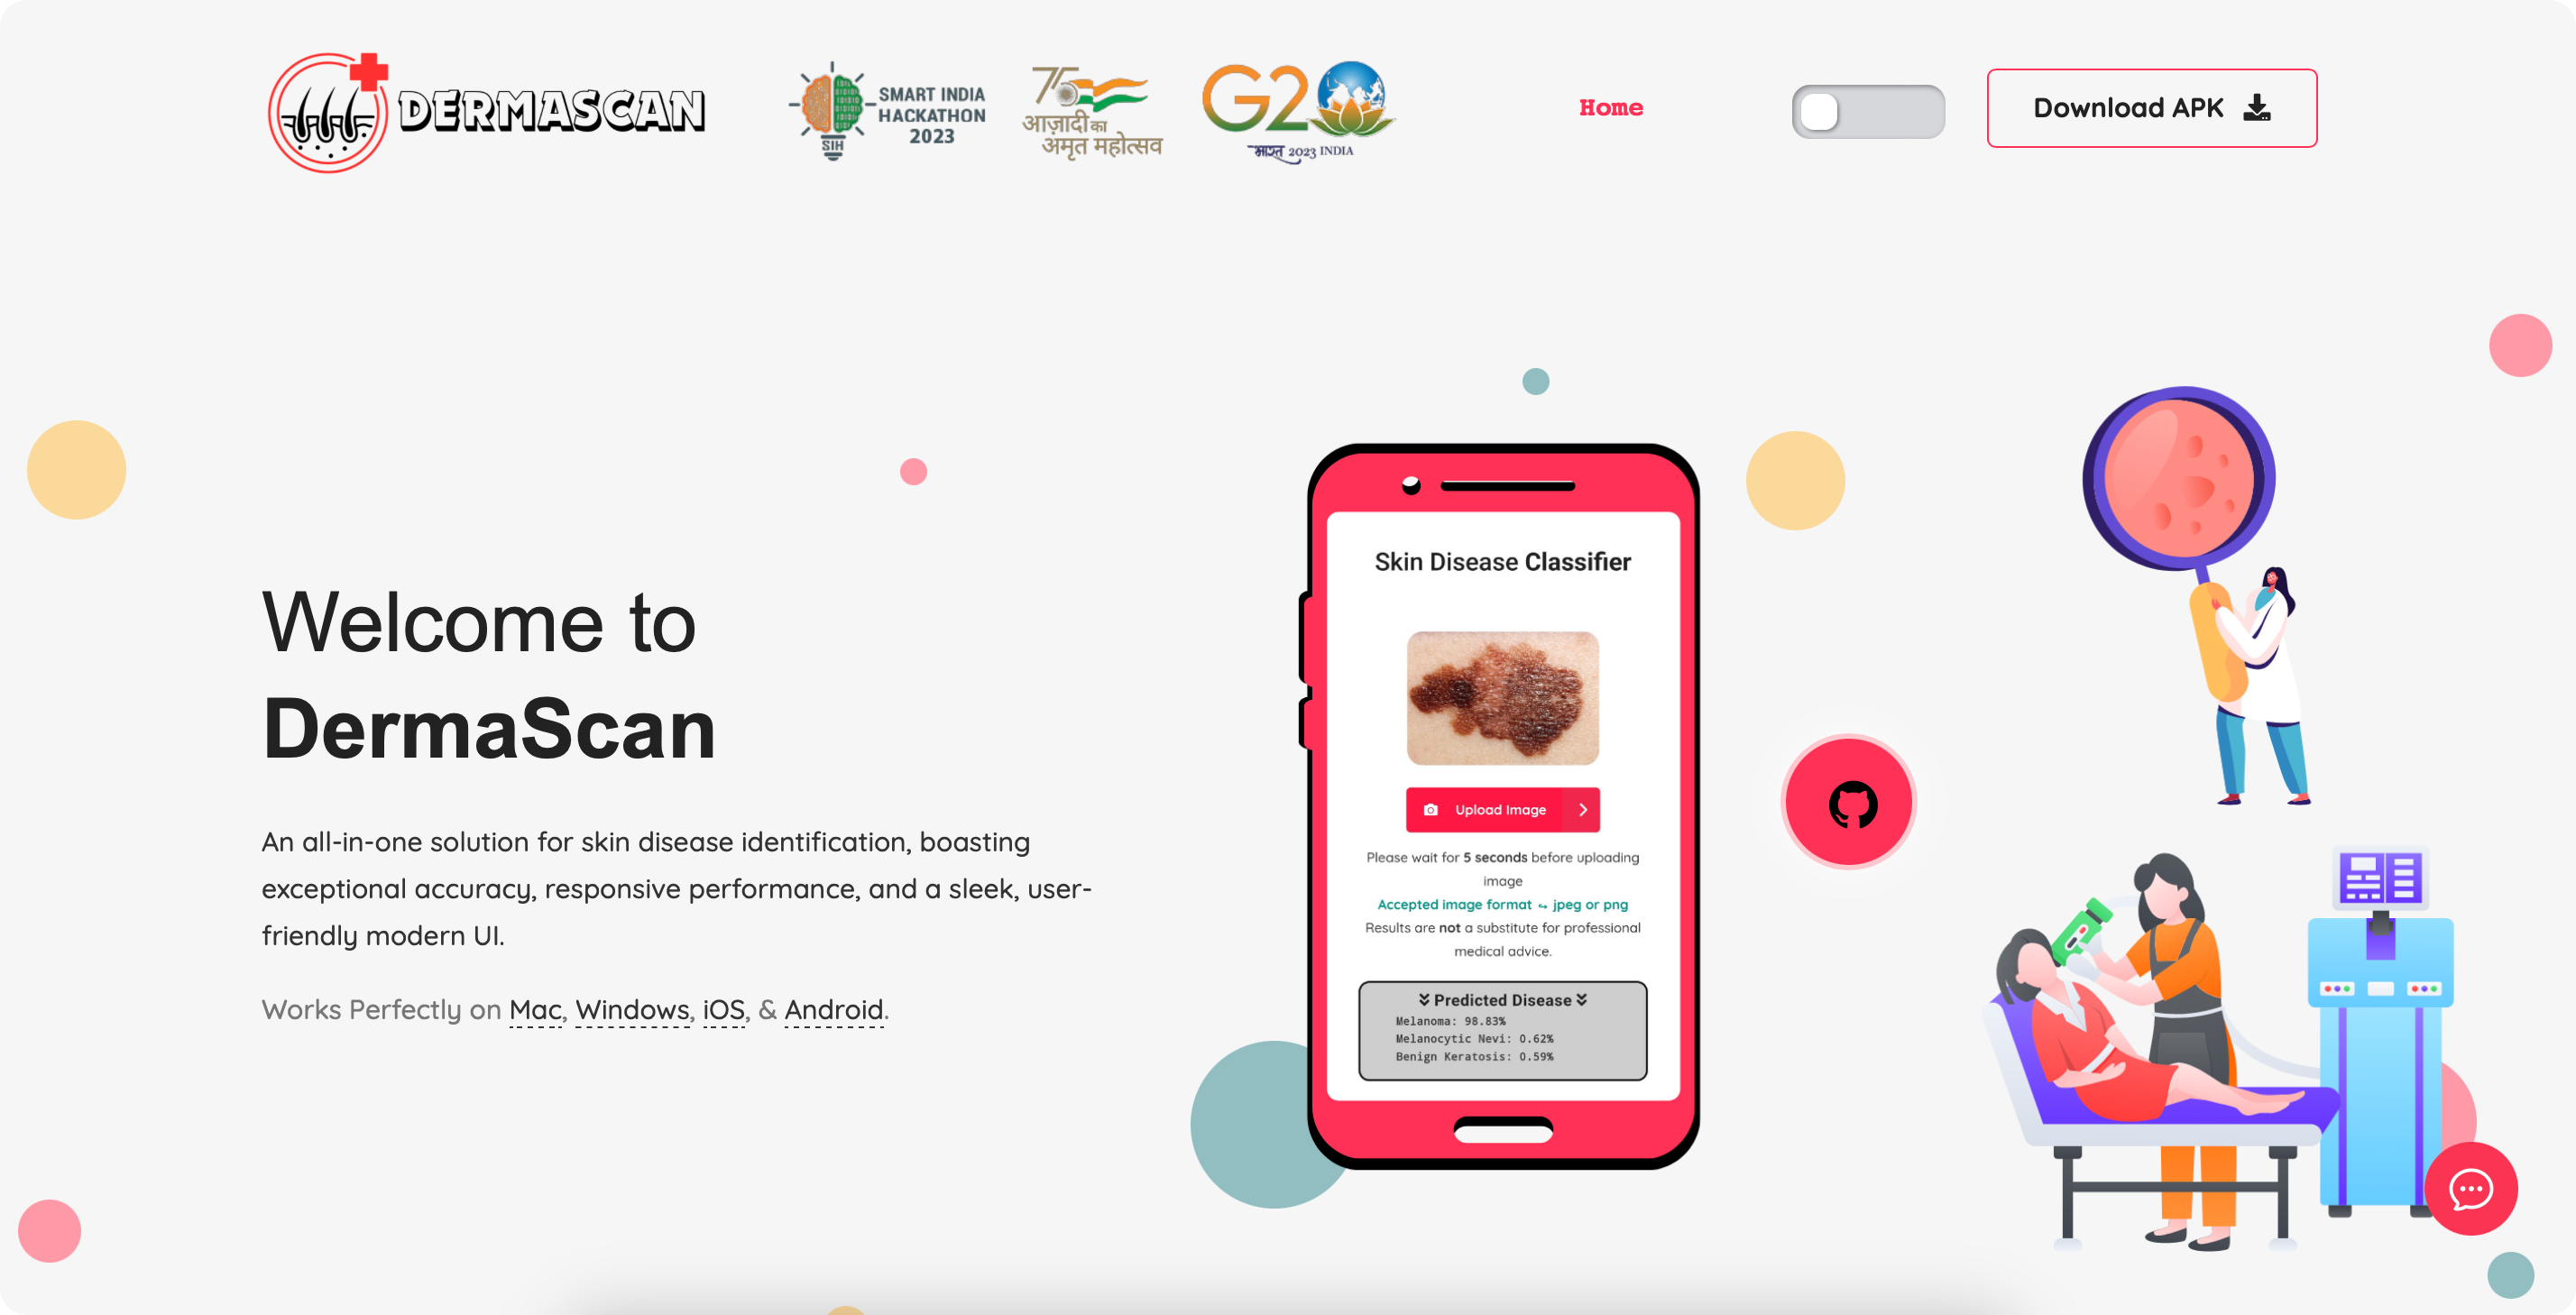 DERMASCAN
SMART INDIA
HACKATHON
2023
SIH
75
आज़ादी का
अमृत महोत्सव
G20
भारत 2023 INDIA
Home
Download APK
Welcome to
DermaScan
An all-in-one solution for skin disease identification, boasting
exceptional accuracy, responsive performance, and a sleek, user-
friendly modern UI.
Works Perfectly on Mac, Windows, iOS, & Android.
Skin Disease Classifier
Upload Image
Please wait for 5 seconds before uploading
image
Accepted image format ↪ jpeg or png
Results are not a substitute for professional
medical advice.
Predicted Disease
Melanoma: 98.83%
Melanocytic Nevi: 0.62%
Benign Keratosis: 0.59%